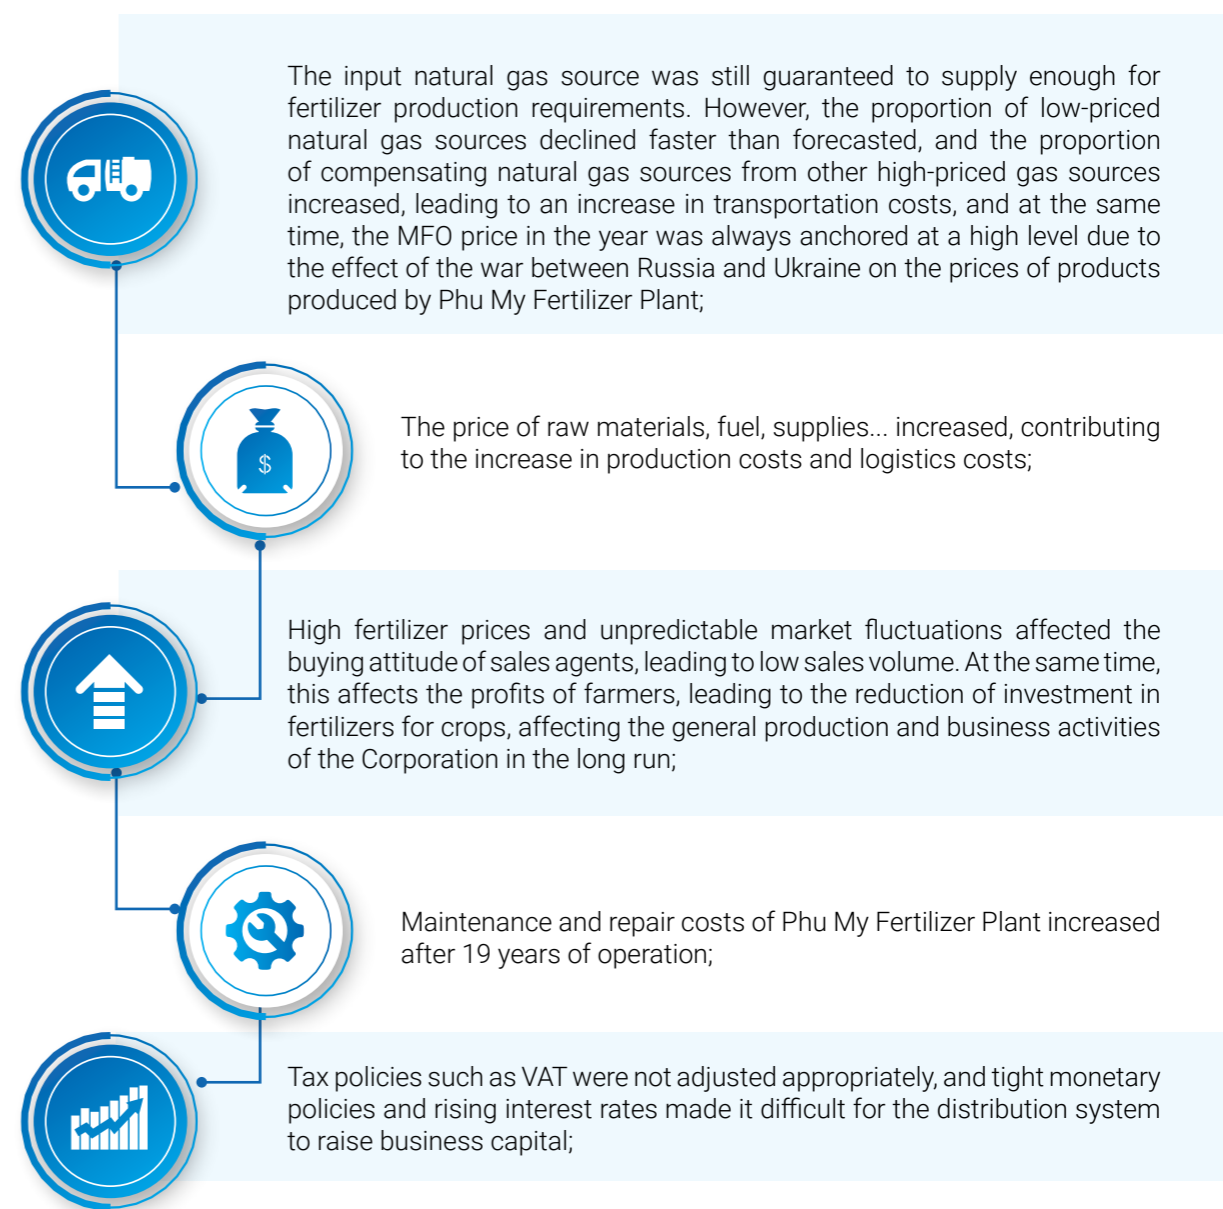 The input natural gas source was still guaranteed to supply enough for
fertilizer production requirements. However, the proportion of low-priced
natural gas sources declined faster than forecasted, and the proportion
of compensating natural gas sources from other high-priced gas sources
increased, leading to an increase in transportation costs, and at the same
time, the MFO price in the year was always anchored at a high level due to
the effect of the war between Russia and Ukraine on the prices of products
produced by Phu My Fertilizer Plant;
$
The price of raw materials, fuel, supplies... increased, contributing
to the increase in production costs and logistics costs;
High fertilizer prices and unpredictable market fluctuations affected the
buying attitude of sales agents, leading to low sales volume. At the same time,
this affects the profits of farmers, leading to the reduction of investment in
fertilizers for crops, affecting the general production and business activities
of the Corporation in the long run;
Maintenance and repair costs of Phu My Fertilizer Plant increased
after 19 years of operation;
Tax policies such as VAT were not adjusted appropriately, and tight monetary
policies and rising interest rates made it difficult for the distribution system
to raise business capital;